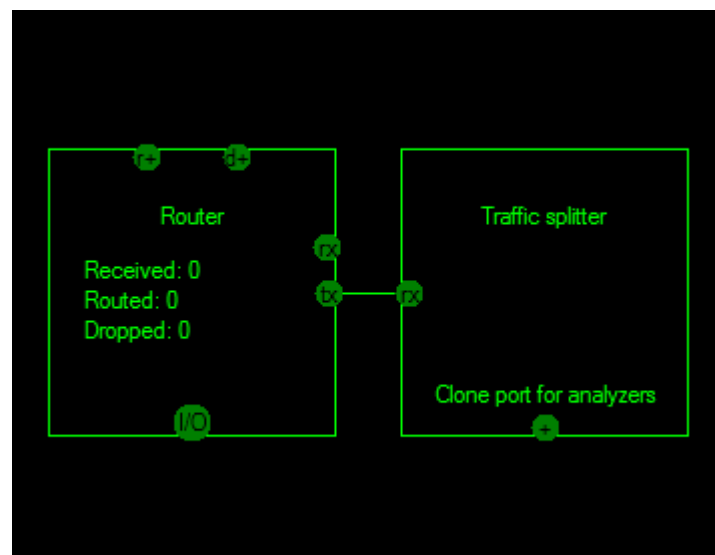 r+ d+
Router
Traffic splitter
rx
Received: 0
tx
rx
Routed: 0
Dropped: 0
Clone port for analyzers
I/O
+